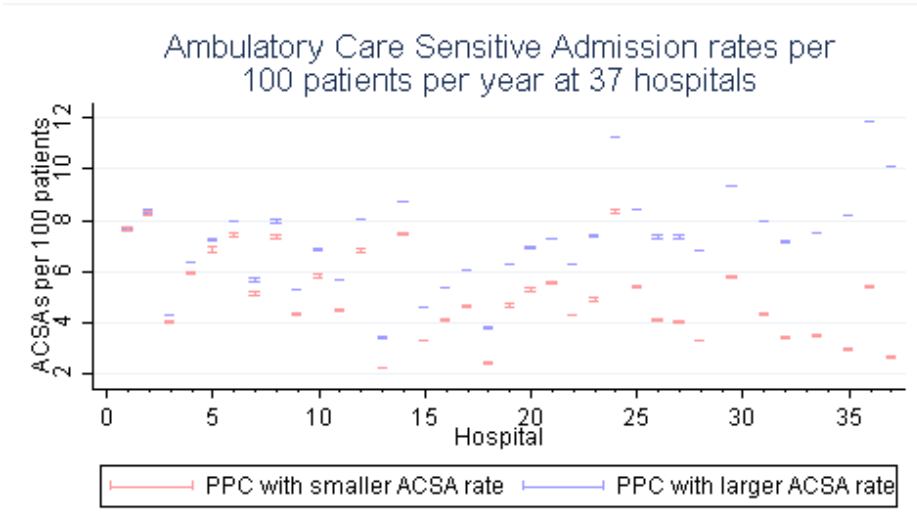 Ambulatory Care Sensitive Admission rates per
100 patients per year at 37 hospitals
ACSAs per 100 patients
12
10
8
6
4
2
0 5 10 15 20 25 30 35
Hospital
PPC with smaller ACSA rate PPC with larger ACSA rate